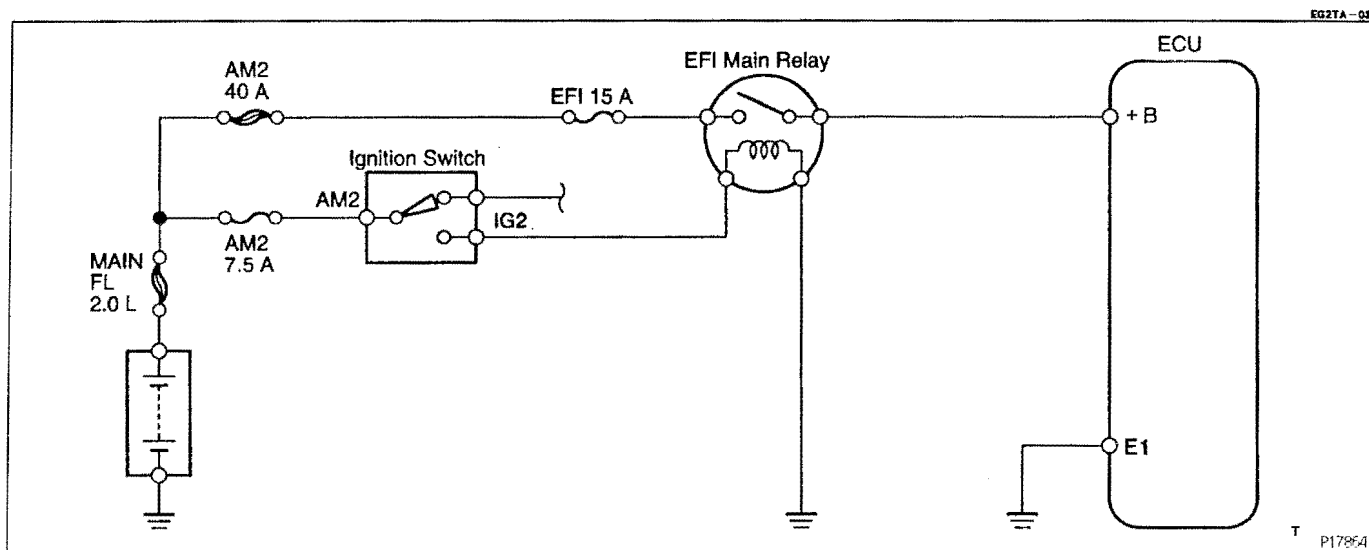 EG2TA-03
ECU
EFI Main Relay
AM2
40 A
EFI 15 A
+ B
Ignition Switch
AM2
IG2
AM2
7.5 A
MAIN
FL
2.0 L
E1
T
P17864